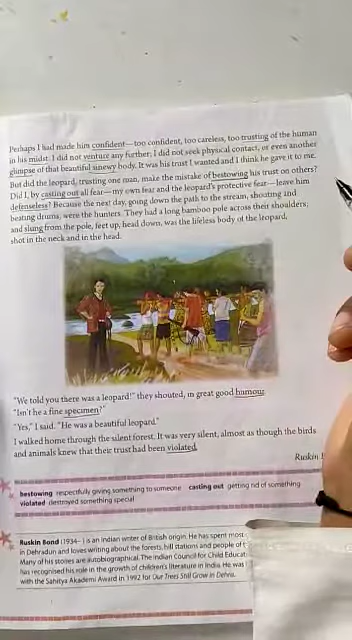 Perhaps I had made him confident—too confident, too careless, too trusting of the human
in his midst. I did not venture any further; I did not seek physical contact, or even another
glimpse of that beautiful sinewy body. It was his trust I wanted and I think he gave it to me.
But did the leopard, trusting one man, make the mistake of bestowing his trust on others?
Did I, by casting out all fear—my own fear and the leopard's protective fear—leave him
defenseless? Because the next day, going down the path to the stream, shouting and
beating drums, were the hunters. They had a long bamboo pole across their shoulders;
and slung from the pole, feet up, head down, was the lifeless body of the leopard,
shot in the neck and in the head.
"We told you there was a leopard!" they shouted, in great good humour.
"Isn't he a fine specimen?"
"Yes," I said. "He was a beautiful leopard."
I walked home through the silent forest. It was very silent, almost as though the birds
and animals knew that their trust had been violated.
Ruskin
bestowing respectfully giving something to someone casting out getting rid of something
violated destroyed something special
Ruskin Bond (1934– ) is an Indian writer of British origin. He has spent most
in Dehradun and loves writing about the forests, hill stations and people of
Many of his stories are autobiographical. The Indian Council for Child Educat
has recognised his role in the growth of children's literature in India. He was
with the Sahitya Akademi Award in 1992 for Our Trees Still Grow in Dehra.